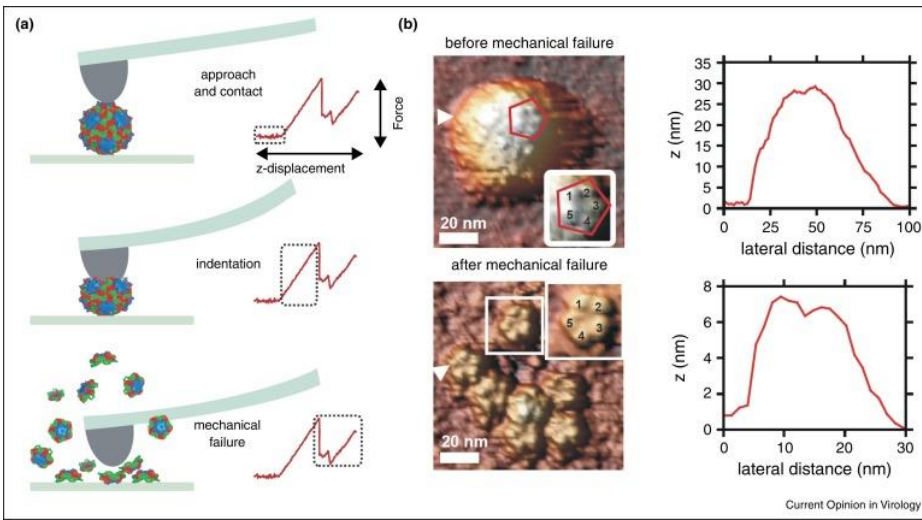 (a)
approach
and contact
Force
z-displacement
indentation
mechanical
failure
(b)
before mechanical failure
1 2
3
5 4
20 nm
35
30
25
20
15
10
5
0
z (nm)
0 25 50 75 100
lateral distance (nm)
after mechanical failure
1 2
5 3
4
20 nm
8
6
4
2
0
z (nm)
0 10 20 30
lateral distance (nm)
Current Opinion in Virology